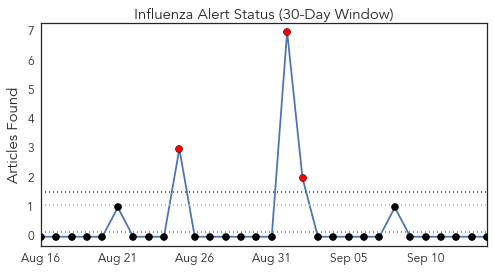 Influenza Alert Status (30-Day Window)
Articles Found
7
6
5
4
3
2
1
0
Aug 16 Aug 21 Aug 26 Aug 31 Sep 05 Sep 10